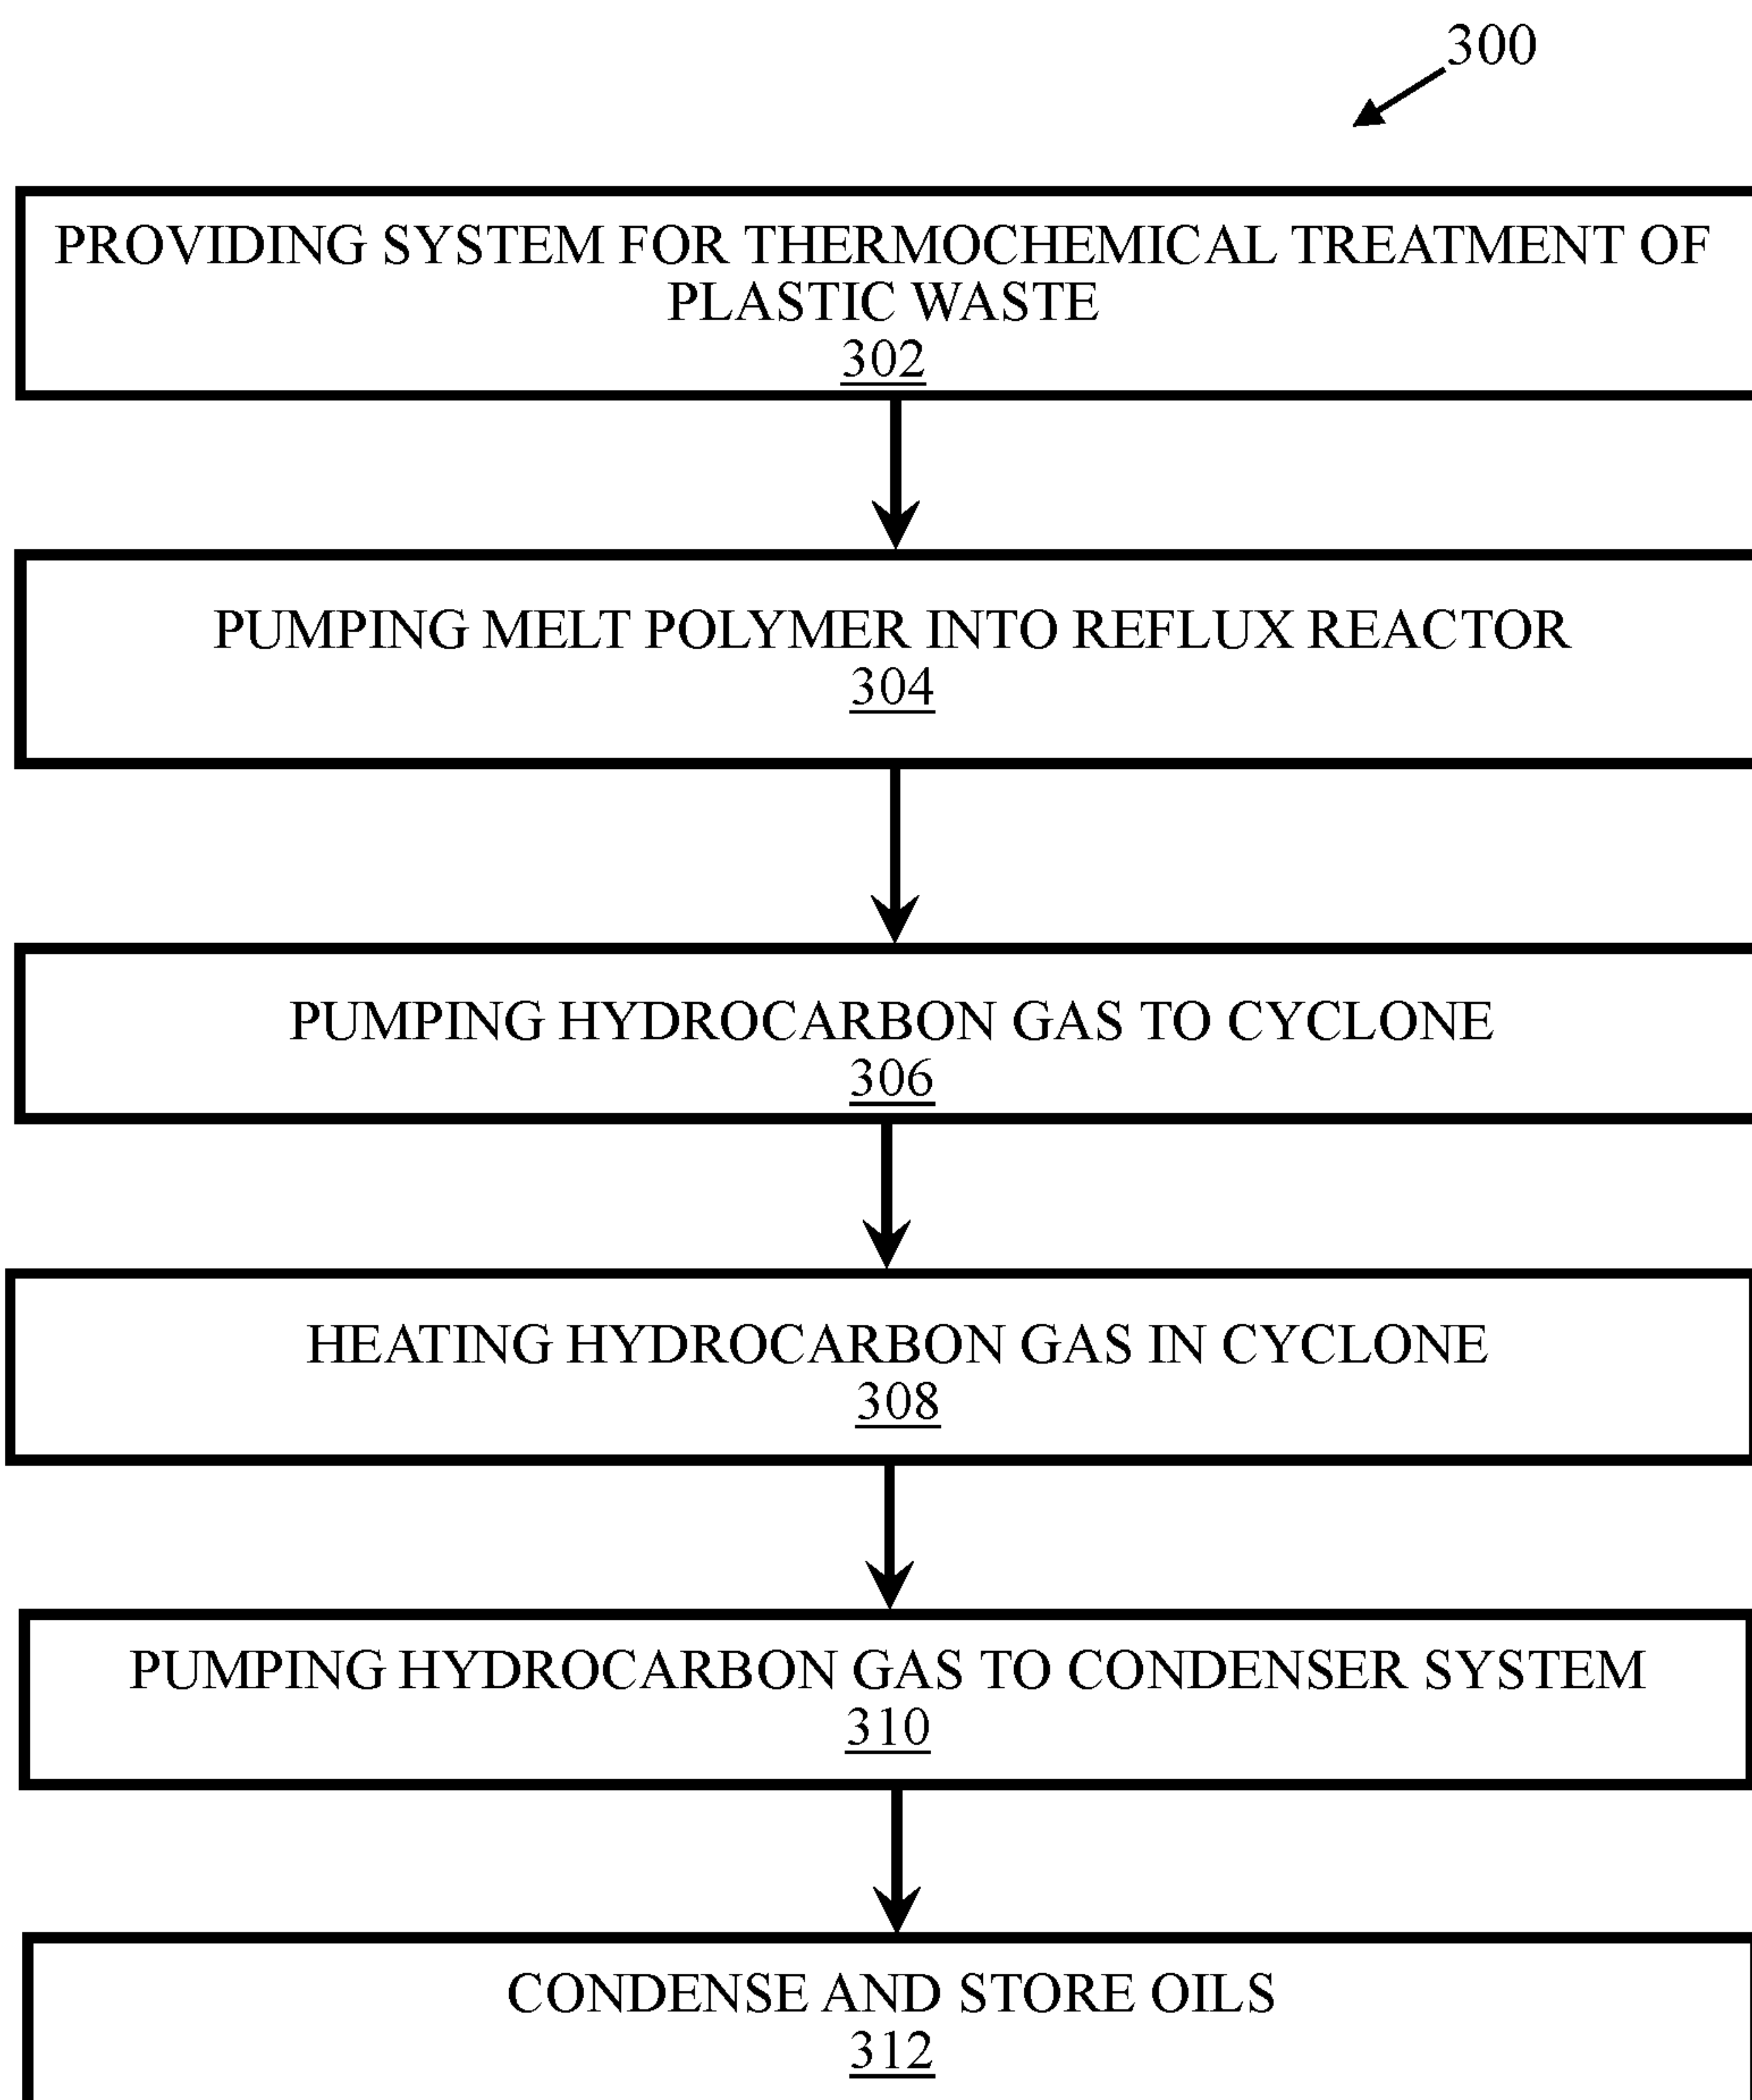 300
PROVIDING SYSTEM FOR THERMOCHEMICAL TREATMENT OF
PLASTIC WASTE
302
PUMPING MELT POLYMER INTO REFLUX REACTOR
304
PUMPING HYDROCARBON GAS TO CYCLONE
306
HEATING HYDROCARBON GAS IN CYCLONE
308
PUMPING HYDROCARBON GAS TO CONDENSER SYSTEM
310
CONDENSE AND STORE OILS
312